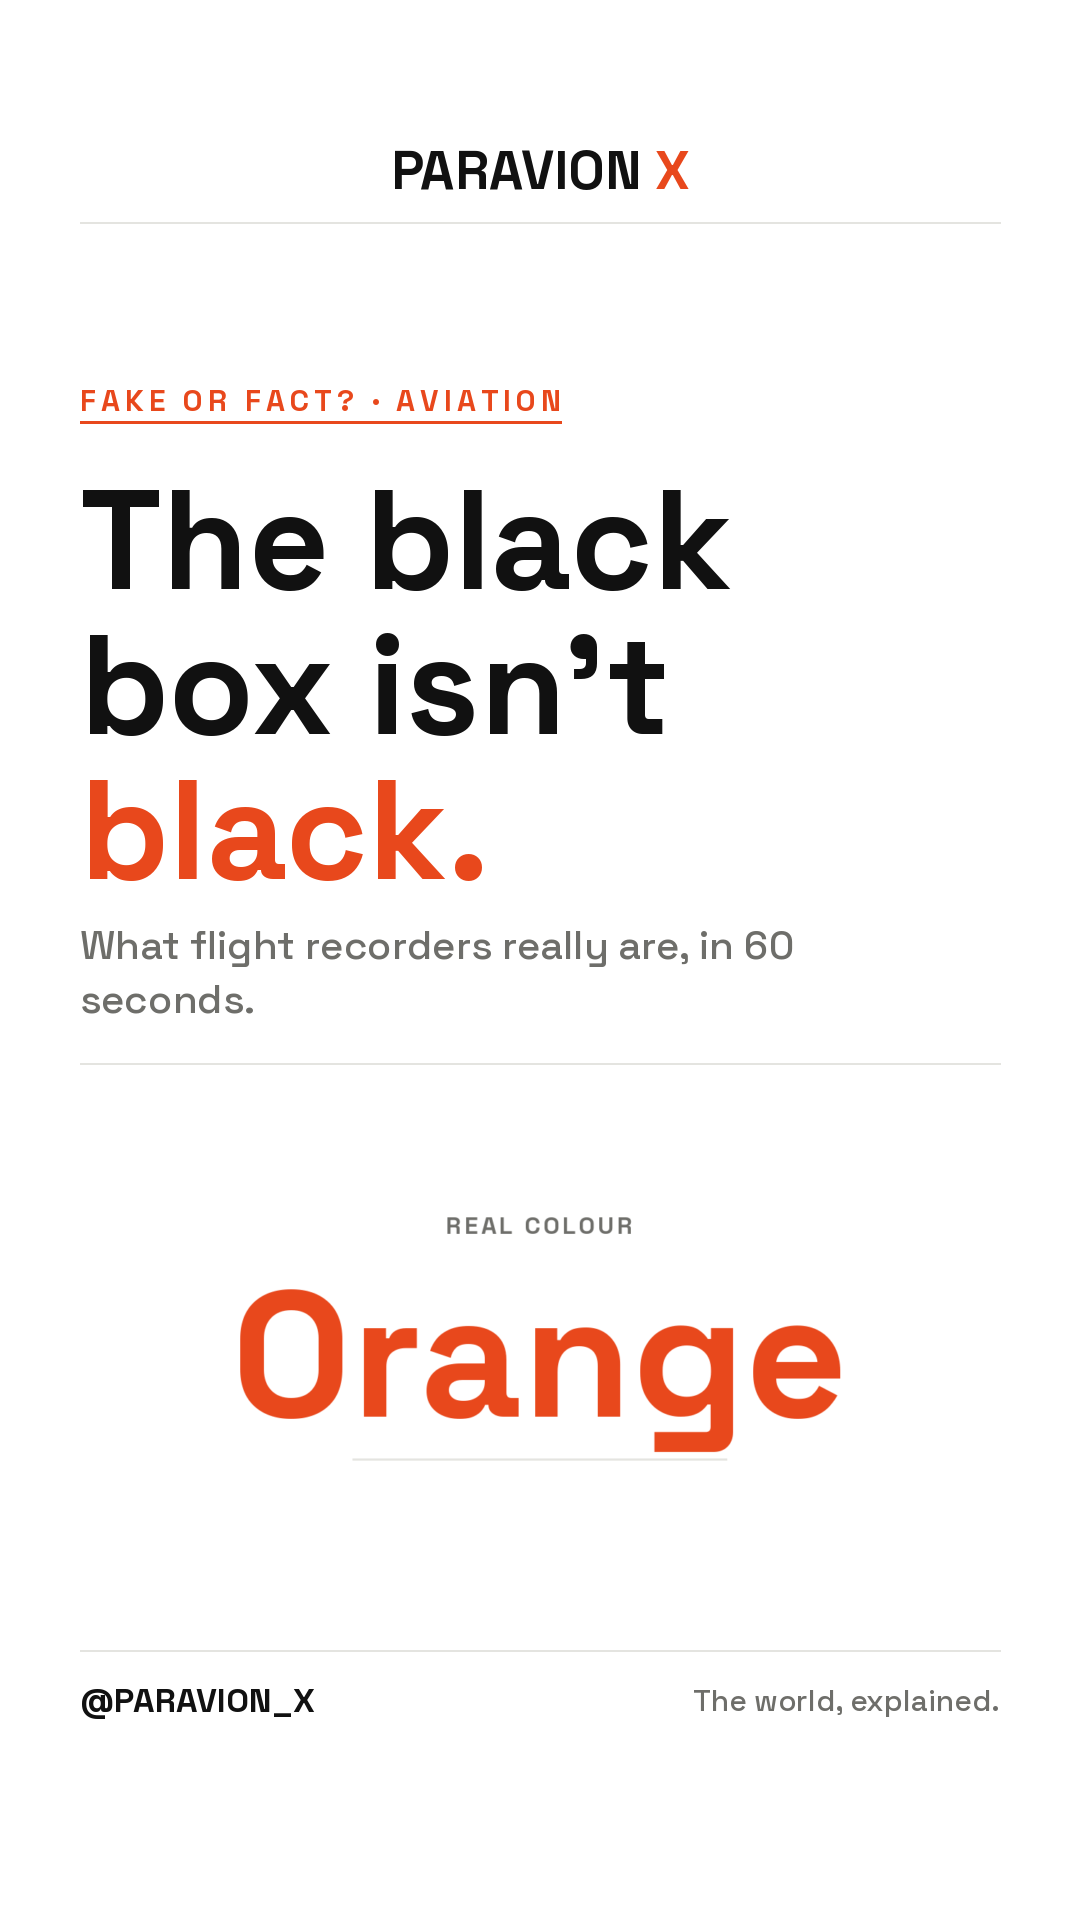 PARAVION X
FAKE OR FACT? · AVIATION
The black
box isn’t
black.
What flight recorders really are, in 60
seconds.
REAL COLOUR
Orange
@PARAVION_X
The world, explained.